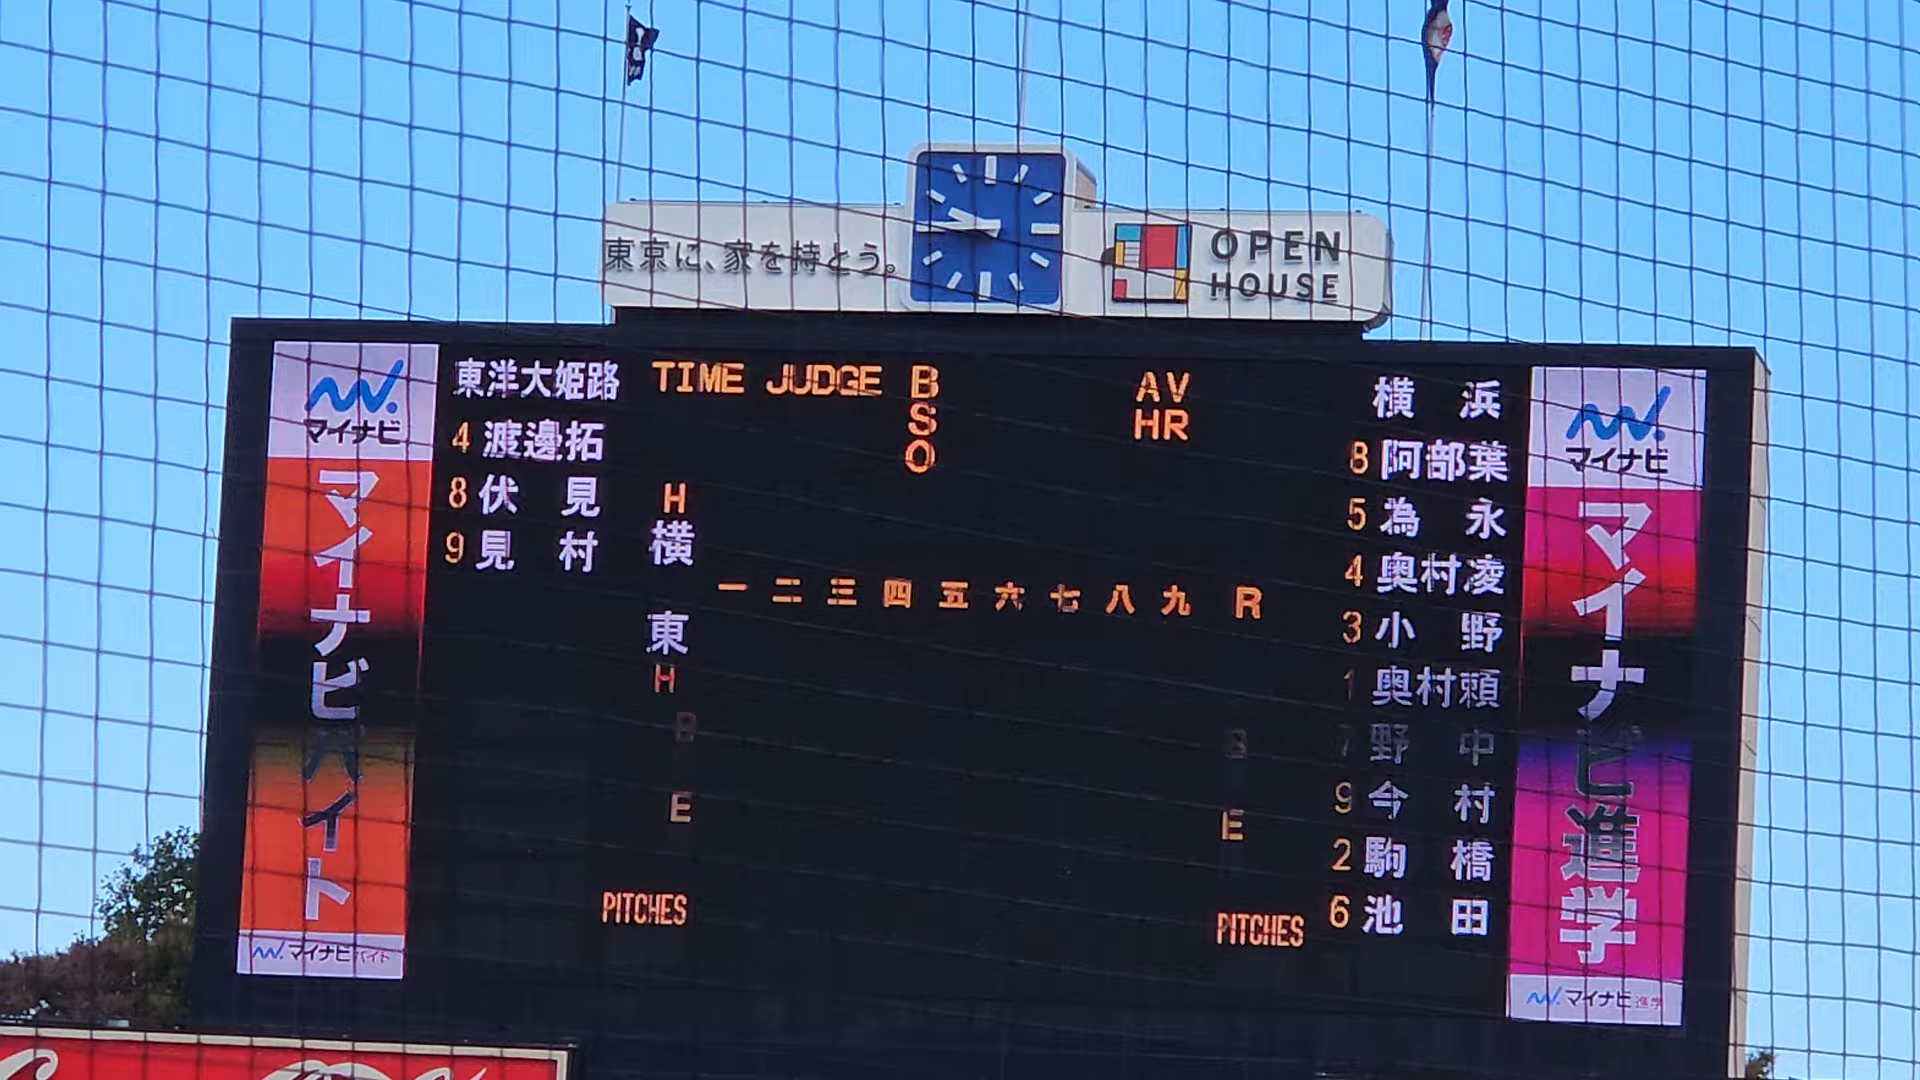 東京に、家を持とう。
OPEN
HOUSE
マイナビ
マイナビバイト
マイナビバイト
東洋大姫路
4 渡邊拓
8 伏見
9 見村
TIME JUDGE B
S
O
AV
HR
H
横
一 二 三 四 五 六 七 八 九 R
東
H
B
E
PITCHES
B
E
PITCHES
横浜
8 阿部葉
5 為永
4 奥村凌
3 小野
1 奥村頼
7 野中
9 今村
2 駒橋
6 池田
マイナビ
マイナビ進学
マイナビ進学